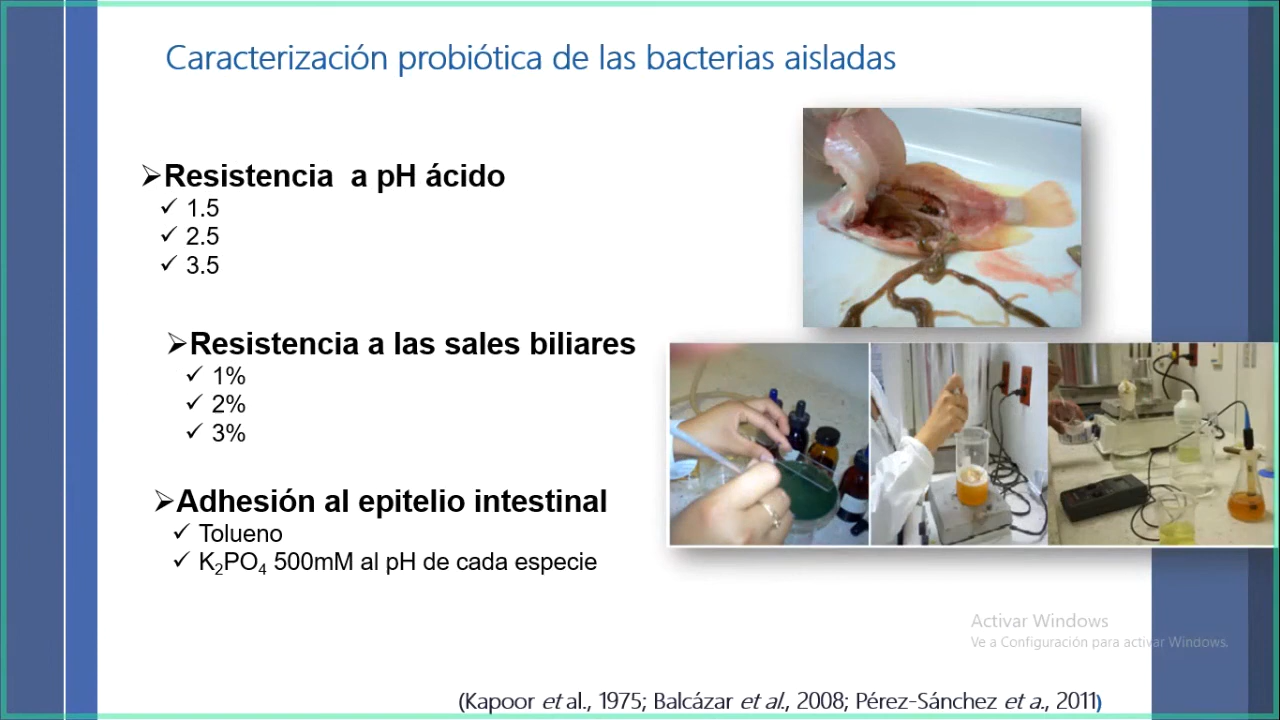 Caracterización probiótica de las bacterias aisladas
➢Resistencia a pH ácido
✓ 1.5
✓ 2.5
✓ 3.5
➢Resistencia a las sales biliares
✓ 1%
✓ 2%
✓ 3%
➢Adhesión al epitelio intestinal
✓ Tolueno
✓ K₂PO₄ 500mM al pH de cada especie
Activar Windows
Ve a Configuración para activar Windows.
(Kapoor et al., 1975; Balcázar et al., 2008; Pérez-Sánchez et a., 2011)